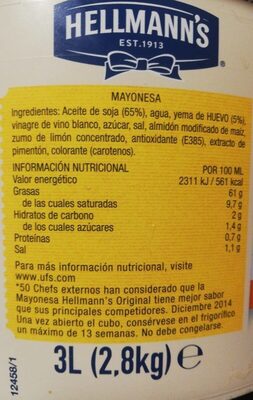 HELLMANN'S
EST.1913
MAYONESA
Ingredientes: Aceite de soja (65%), agua, yema de HUEVO (5%),
vinagre de vino blanco, azúcar, sal, almidón modificado de maíz,
zumo de limón concentrado, antioxidante (E385), extracto de
pimentón, colorante (carotenos).
INFORMACIÓN NUTRICIONAL POR 100 ML
Valor energético 2311 kJ / 561 kcal
Grasas 61 g
de las cuales saturadas 9,7 g
Hidratos de carbono 2 g
de los cuales azúcares 1,4 g
Proteínas 0,7 g
Sal 1,1 g
Para más información nutricional, visite
www.ufs.com
*50 Chefs externos han considerado que la
Mayonesa Hellmann's Original tiene mejor sabor
que sus principales competidores. Diciembre 2014
Una vez abierto el cubo, consérvese en el frigorífico
un máximo de 13 semanas. No debe congelarse.
3L (2,8kg) e
12458/1